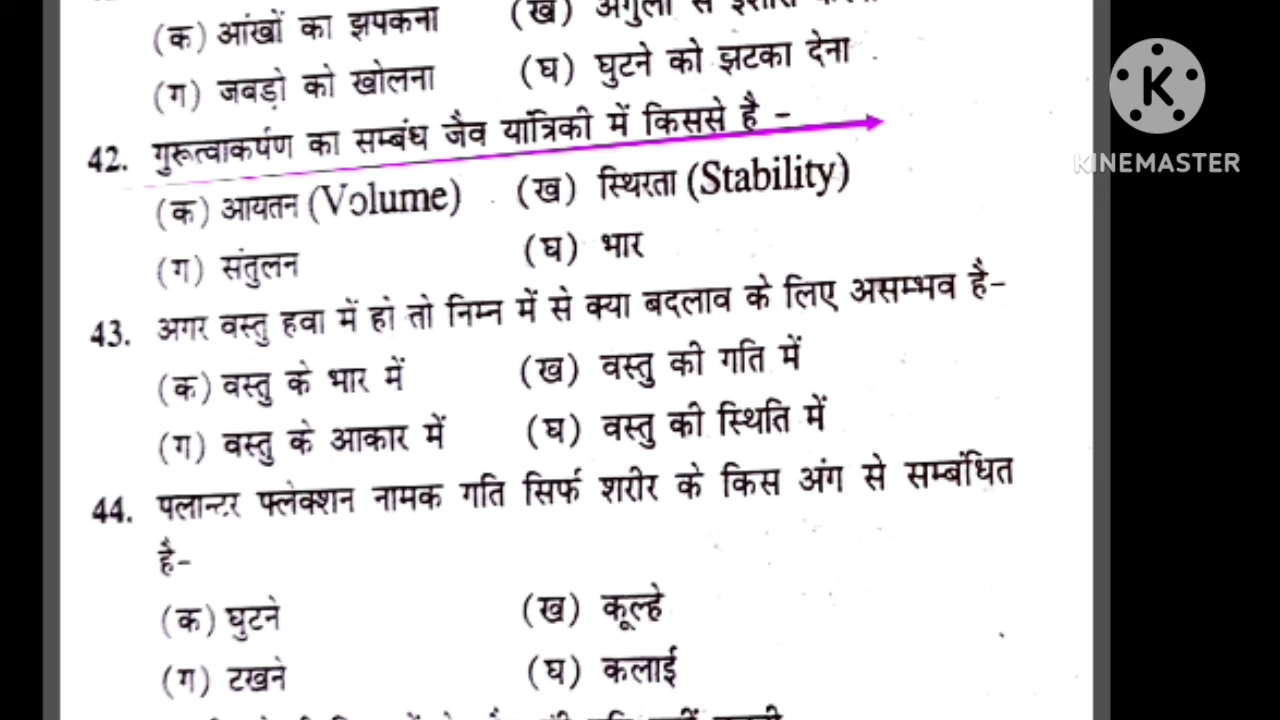 (क) आंखों का झपकना (ख)
(ग) जबड़ो को खोलना (घ) घुटने को झटका देना
42. गुरूत्वाकर्षण का सम्बंध जैव यांत्रिकी में किससे है -
(क) आयतन (Volume) (ख) स्थिरता (Stability)
(ग) संतुलन (घ) भार
43. अगर वस्तु हवा में हो तो निम्न में से क्या बदलाव के लिए असम्भव है-
(क) वस्तु के भार में (ख) वस्तु की गति में
(ग) वस्तु के आकार में (घ) वस्तु की स्थिति में
44. पलान्टर फ्लेक्शन नामक गति सिर्फ शरीर के किस अंग से सम्बंधित
है-
(क) घुटने (ख) कूल्हे
(ग) टखने (घ) कलाई
K
KINEMASTER